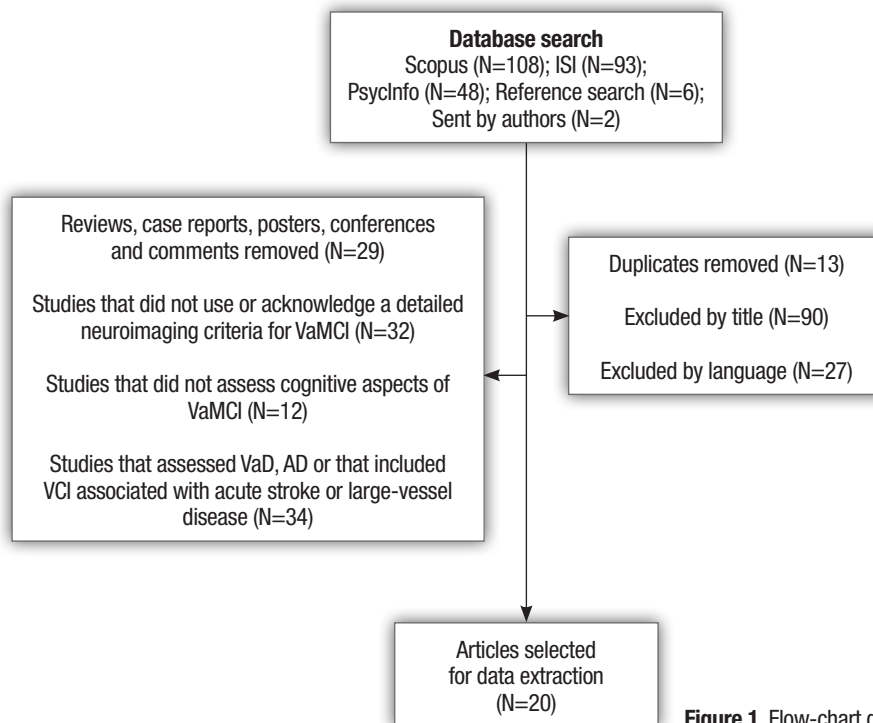 Database search
Scopus (N=108); ISI (N=93);
PsycInfo (N=48); Reference search (N=6);
Sent by authors (N=2)
Reviews, case reports, posters, conferences
and comments removed (N=29)
Studies that did not use or acknowledge a detailed
neuroimaging criteria for VaMCI (N=32)
Studies that did not assess cognitive aspects of
VaMCI (N=12)
Studies that assessed VaD, AD or that included
VCI associated with acute stroke or large-vessel
disease (N=34)
Duplicates removed (N=13)
Excluded by title (N=90)
Excluded by language (N=27)
Articles selected
for data extraction
(N=20)
Figure 1. Flow-chart